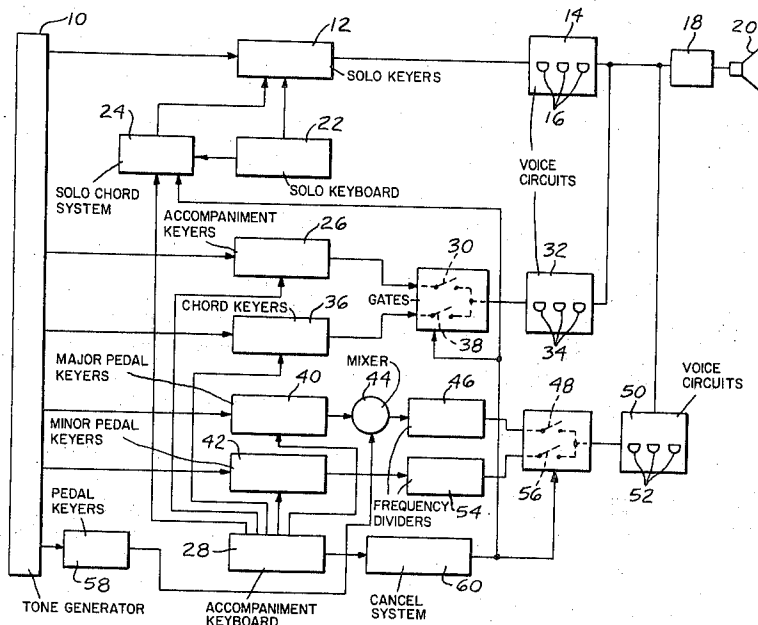 10
12
SOLO KEYERS
14
16
18
20
24
22
SOLO CHORD
SYSTEM
SOLO KEYBOARD
VOICE
CIRCUITS
ACCOMPANIMENT
KEYERS
26
30
32
GATES
34
CHORD KEYERS
36
38
MAJOR PEDAL
KEYERS
40
MIXER
44
46
48
VOICE
CIRCUITS
50
MINOR PEDAL
KEYERS
42
56
52
FREQUENCY
DIVIDERS
54
PEDAL
KEYERS
58
28
60
TONE GENERATOR
ACCOMPANIMENT
KEYBOARD
CANCEL
SYSTEM